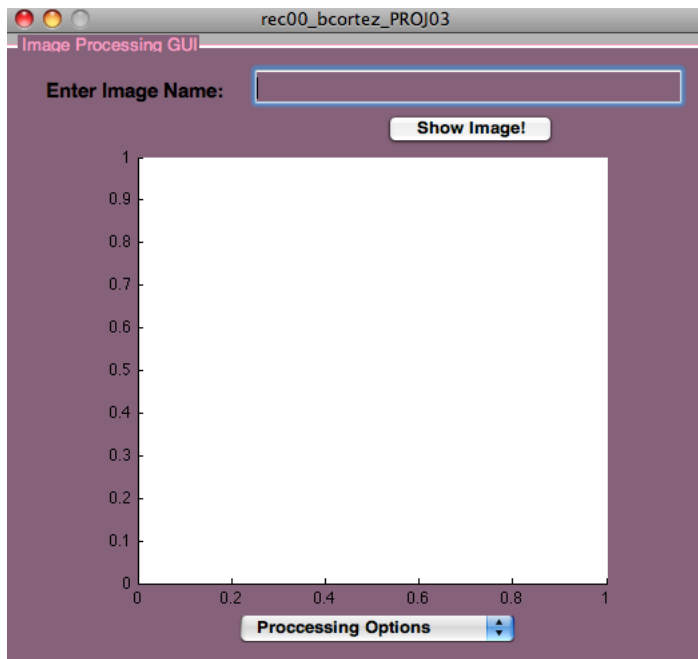 rec00_bcortez_PROJ03
Image Processing GUI
Enter Image Name:
Show Image!
1
0.9
0.8
0.7
0.6
0.5
0.4
0.3
0.2
0.1
0
0 0.2 0.4 0.6 0.8 1
Proccessing Options